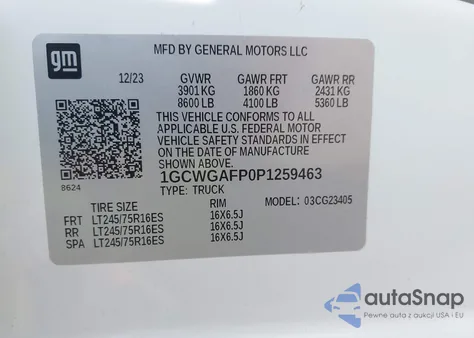 gm
MFD BY GENERAL MOTORS LLC
12/23 GVWR GAWR FRT GAWR RR
3901 KG 1860 KG 2431 KG
8600 LB 4100 LB 5360 LB
THIS VEHICLE CONFORMS TO ALL
APPLICABLE U.S. FEDERAL MOTOR
VEHICLE SAFETY STANDARDS IN EFFECT
ON THE DATE OF MANUFACTURE
SHOWN ABOVE.
8624
1GCWGAFP0P1259463
TYPE: TRUCK
MODEL: 03CG23405
TIRE SIZE RIM
FRT LT245/75R16ES 16X6.5J
RR LT245/75R16ES 16X6.5J
SPA LT245/75R16ES 16X6.5J
autoSnap
Pewne auta z aukcji USA i EU